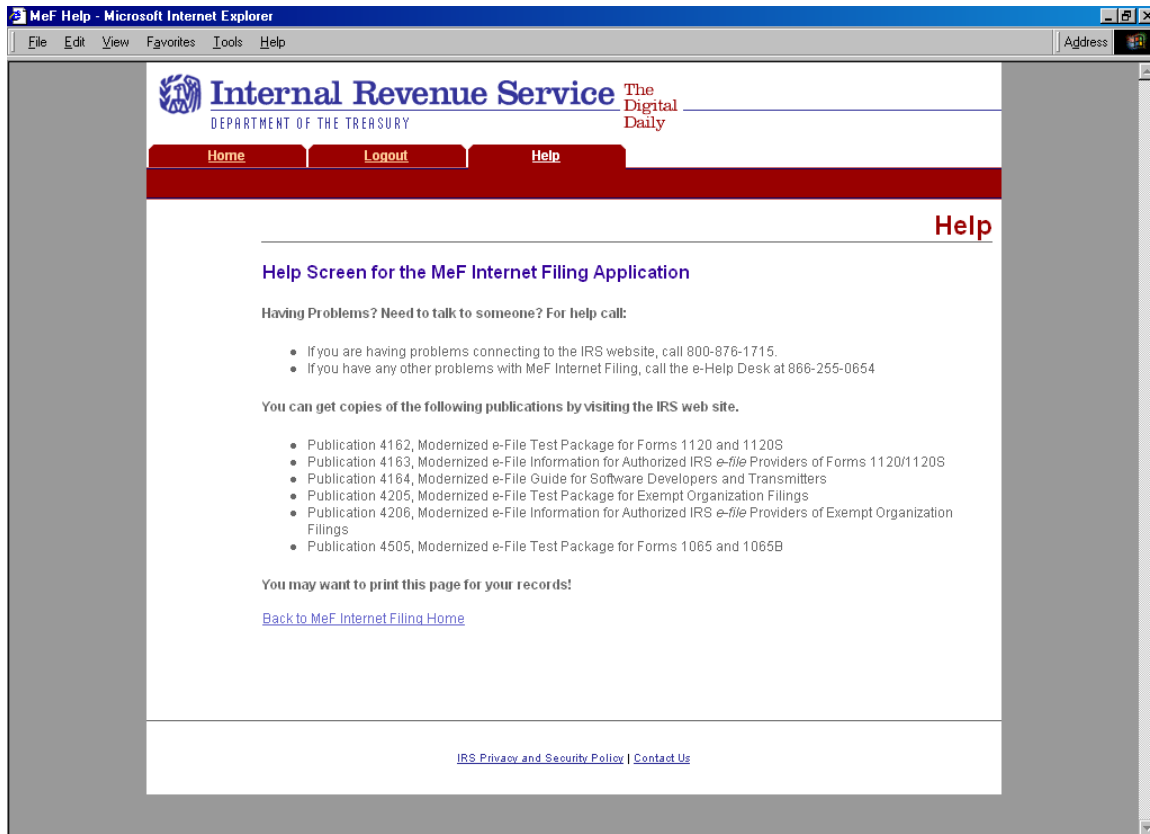 MeF Help - Microsoft Internet Explorer
File Edit View Favorites Tools Help Address
Internal Revenue Service
DEPARTMENT OF THE TREASURY
The
Digital
Daily
Home Logout Help
Help
Help Screen for the MeF Internet Filing Application
Having Problems? Need to talk to someone? For help call:
If you are having problems connecting to the IRS website, call 800-876-1715.
If you have any other problems with MeF Internet Filing, call the e-Help Desk at 866-255-0654
You can get copies of the following publications by visiting the IRS web site.
Publication 4162, Modernized e-File Test Package for Forms 1120 and 1120S
Publication 4163, Modernized e-File Information for Authorized IRS e-file Providers of Forms 1120/1120S
Publication 4164, Modernized e-File Guide for Software Developers and Transmitters
Publication 4205, Modernized e-File Test Package for Exempt Organization Filings
Publication 4206, Modernized e-File Information for Authorized IRS e-file Providers of Exempt Organization
Filings
Publication 4505, Modernized e-File Test Package for Forms 1065 and 1065B
You may want to print this page for your records!
Back to MeF Internet Filing Home
IRS Privacy and Security Policy | Contact Us